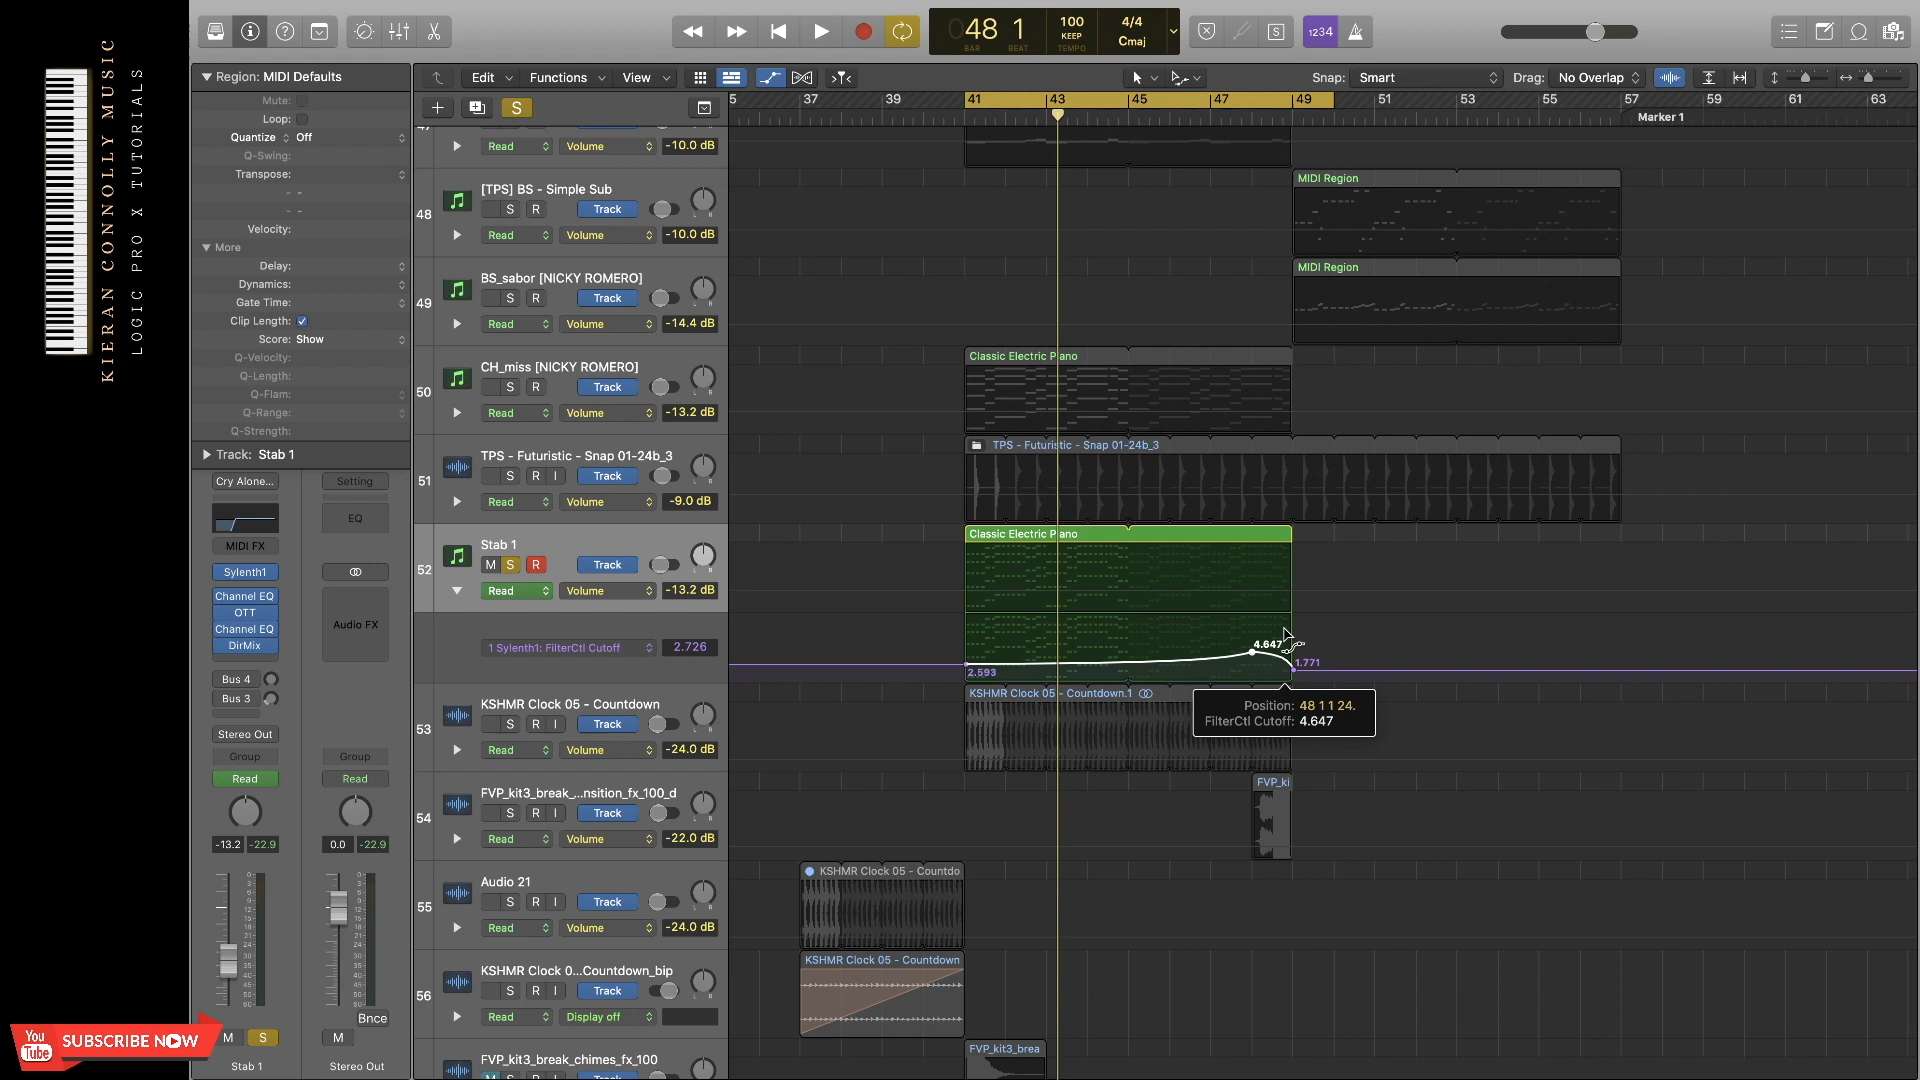 KIERAN CONNOLLY MUSIC
LOGIC PRO X TUTORIALS
You
Tube
SUBSCRIBE NOW
48 1
BAR BEAT
100
KEEP
TEMPO
4/4
Cmaj
1234
Region: MIDI Defaults
Mute:
Loop:
Quantize Off
Q-Swing:
Transpose:
- -
- -
Velocity:
More
Delay:
Dynamics:
Gate Time:
Clip Length:
Score: Show
Q-Velocity:
Q-Length:
Q-Flam:
Q-Range:
Q-Strength:
Track: Stab 1
Cry Alone...
Setting
EQ
MIDI FX
Sylenth1
Channel EQ
OTT
Channel EQ
DirMix
Audio FX
Bus 4
Bus 3
Stereo Out
Group
Group
Read
Read
-13.2 -22.9
0.0 -22.9
Bnce
M S
M
Stab 1
Stereo Out
Edit
Functions
View
Snap: Smart
Drag: No Overlap
S
5 37 39 41 43 45 47 49 51 53 55 57 59 61 63
Marker 1
47
Read Volume -10.0 dB
48
[TPS] BS - Simple Sub
S R Track
Read Volume -10.0 dB
MIDI Region
49
BS_sabor [NICKY ROMERO]
S R Track
Read Volume -14.4 dB
MIDI Region
50
CH_miss [NICKY ROMERO]
S R Track
Read Volume -13.2 dB
Classic Electric Piano
51
TPS - Futuristic - Snap 01-24b_3
S R I Track
Read Volume -9.0 dB
TPS - Futuristic - Snap 01-24b_3
52
Stab 1
M S R Track
Read Volume -13.2 dB
Classic Electric Piano
1 Sylenth1: FilterCtl Cutoff 2.726
2.593
4.647
1.771
Position: 48 1 1 24.
FilterCtl Cutoff: 4.647
53
KSHMR Clock 05 - Countdown
S R I Track
Read Volume -24.0 dB
KSHMR Clock 05 - Countdown.1
54
FVP_kit3_break_...nsition_fx_100_d
S R I Track
Read Volume -22.0 dB
FVP_ki
55
Audio 21
S R I Track
Read Volume -24.0 dB
KSHMR Clock 05 - Countdo
56
KSHMR Clock 0...Countdown_bip
S R I Track
Read Display off
KSHMR Clock 05 - Countdown
FVP_kit3_break_chimes_fx_100
FVP_kit3_brea